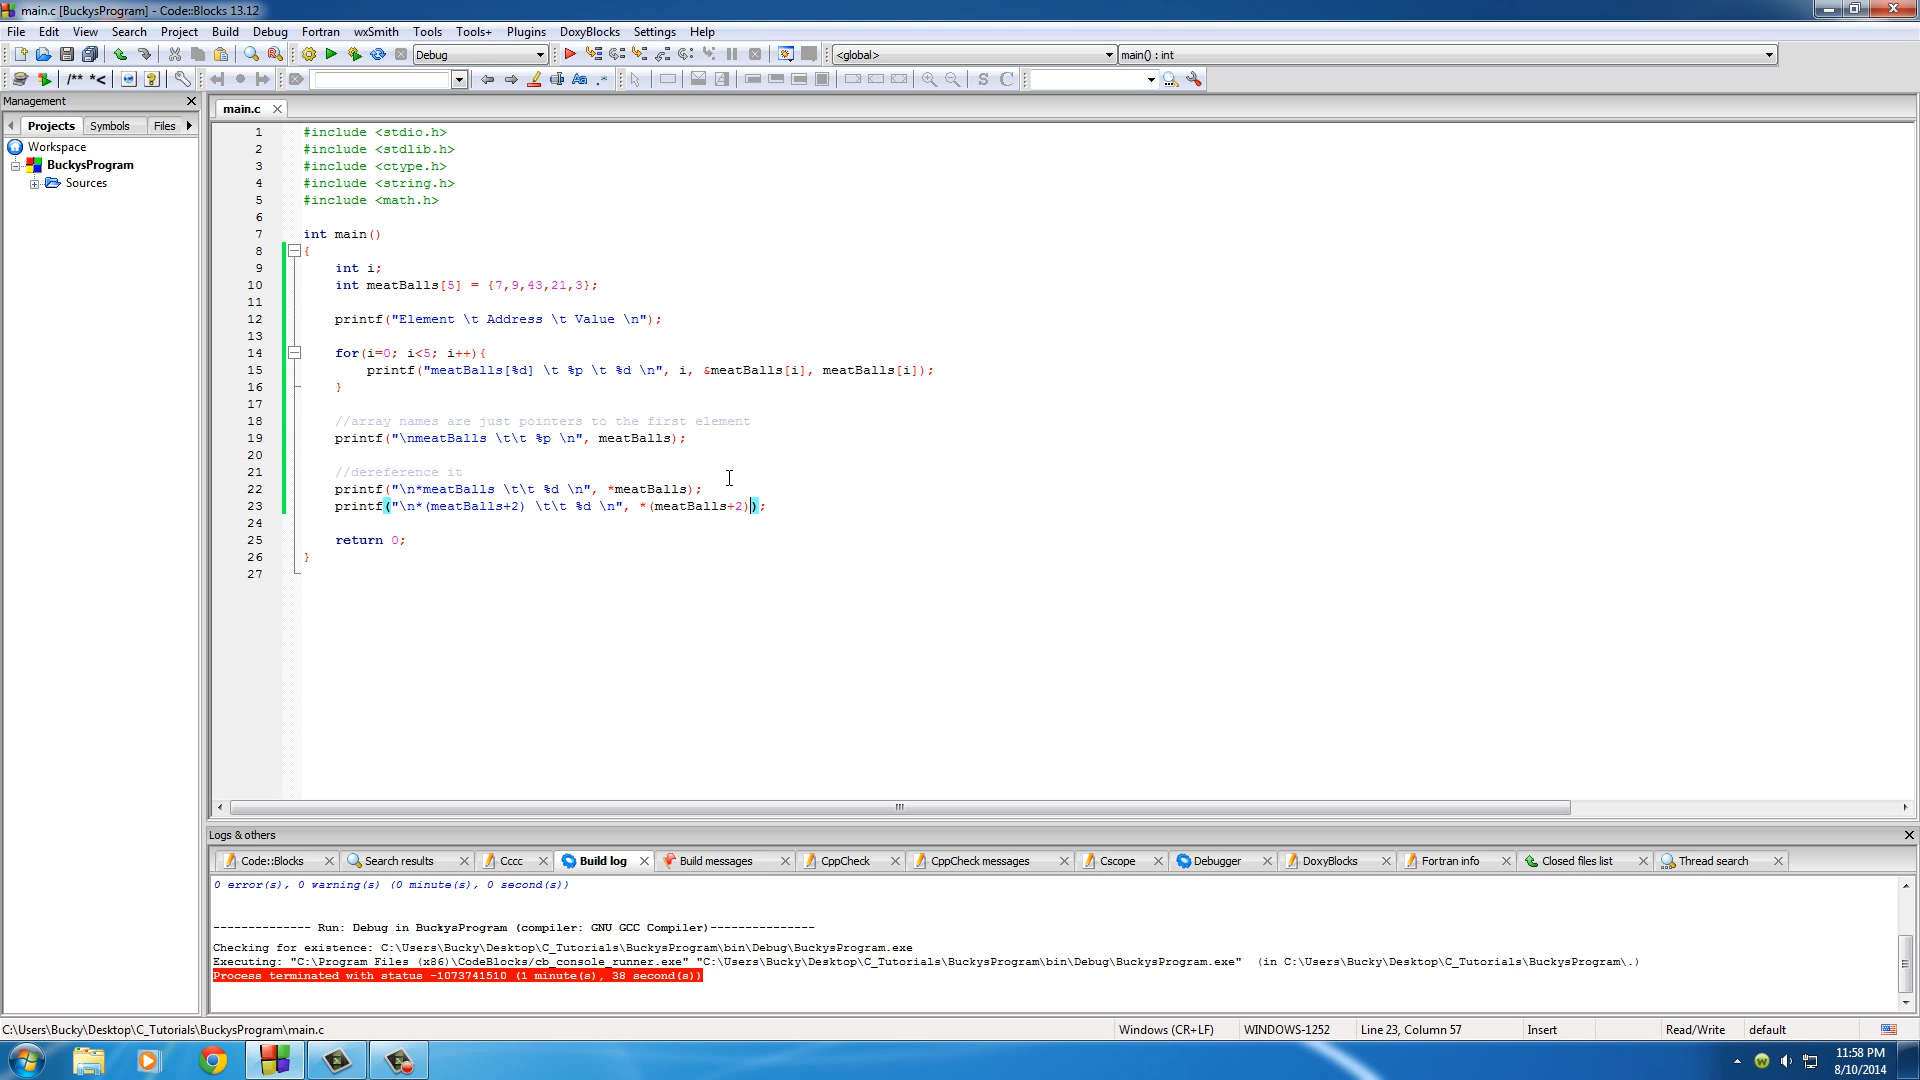 main.c [BuckysProgram] - Code::Blocks 13.12
File Edit View Search Project Build Debug Fortran wxSmith Tools Tools+ Plugins DoxyBlocks Settings Help
Debug <global> main() : int
/** *<
Management
main.c
Projects Symbols Files
Workspace
BuckysProgram
Sources
1 #include <stdio.h>
2 #include <stdlib.h>
3 #include <ctype.h>
4 #include <string.h>
5 #include <math.h>
6
7 int main()
8 {
9 int i;
10 int meatBalls[5] = {7,9,43,21,3};
11
12 printf("Element \t Address \t Value \n");
13
14 for(i=0; i<5; i++){
15 printf("meatBalls[%d] \t %p \t %d \n", i, &meatBalls[i], meatBalls[i]);
16 }
17
18 //array names are just pointers to the first element
19 printf("\nmeatBalls \t\t %p \n", meatBalls);
20
21 //dereference it
22 printf("\n*meatBalls \t\t %d \n", *meatBalls);
23 printf("\n*(meatBalls+2) \t\t %d \n", *(meatBalls+2));
24
25 return 0;
26 }
27
Logs & others
Code::Blocks Search results Cccc Build log Build messages CppCheck CppCheck messages Cscope Debugger DoxyBlocks Fortran info Closed files list Thread search
0 error(s), 0 warning(s) (0 minute(s), 0 second(s))
-------------- Run: Debug in BuckysProgram (compiler: GNU GCC Compiler)---------------
Checking for existence: C:\Users\Bucky\Desktop\C_Tutorials\BuckysProgram\bin\Debug\BuckysProgram.exe
Executing: "C:\Program Files (x86)\CodeBlocks/cb_console_runner.exe" "C:\Users\Bucky\Desktop\C_Tutorials\BuckysProgram\bin\Debug\BuckysProgram.exe"  (in C:\Users\Bucky\Desktop\C_Tutorials\BuckysProgram\.)
Process terminated with status -1073741510 (1 minute(s), 38 second(s))
C:\Users\Bucky\Desktop\C_Tutorials\BuckysProgram\main.c Windows (CR+LF) WINDOWS-1252 Line 23, Column 57 Insert Read/Write default
11:58 PM
8/10/2014